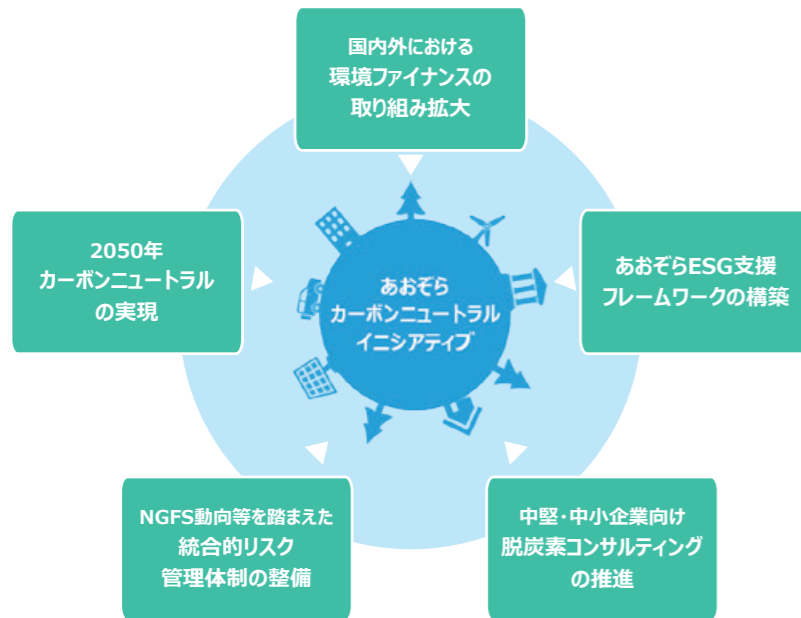 国内外における
環境ファイナンスの
取り組み拡大
2050年
カーボンニュートラル
の実現
あおぞら
カーボンニュートラル
イニシアティブ
あおぞらESG支援
フレームワークの構築
NGFS動向等を踏まえた
統合的リスク
管理体制の整備
中堅・中小企業向け
脱炭素コンサルティング
の推進